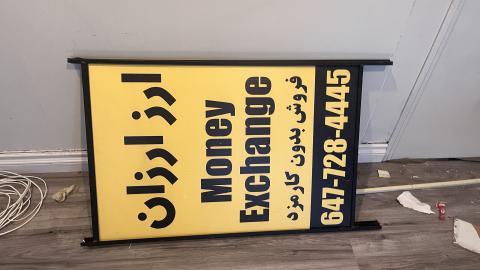 ارز ارزان
Money
Exchange
فروش بدون کارمزد
647-728-4445